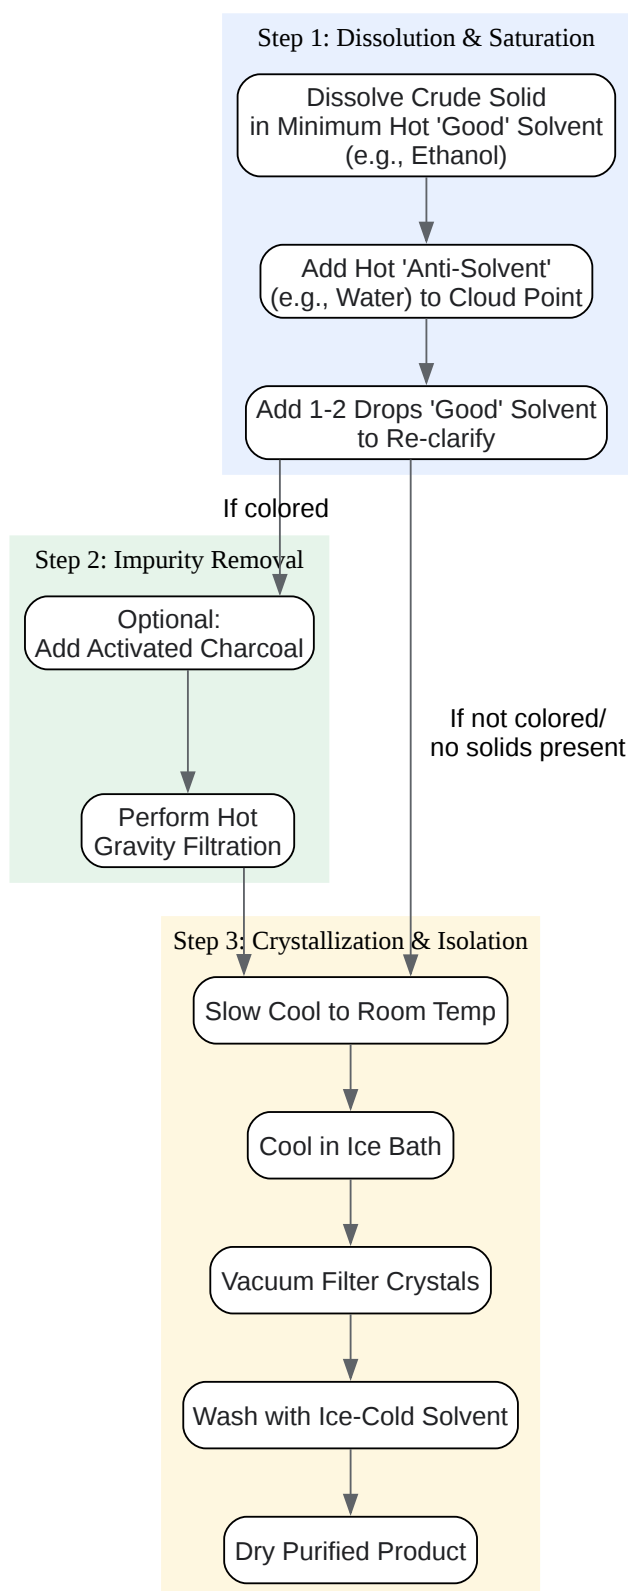 Step 1: Dissolution & Saturation
Dissolve Crude Solid
in Minimum Hot 'Good' Solvent
(e.g., Ethanol)
Add Hot 'Anti-Solvent'
(e.g., Water) to Cloud Point
Add 1-2 Drops 'Good' Solvent
to Re-clarify
If colored
Step 2: Impurity Removal
Optional:
Add Activated Charcoal
If not colored/
no solids present
Perform Hot
Gravity Filtration
Step 3: Crystallization & Isolation
Slow Cool to Room Temp
Cool in Ice Bath
Vacuum Filter Crystals
Wash with Ice-Cold Solvent
Dry Purified Product